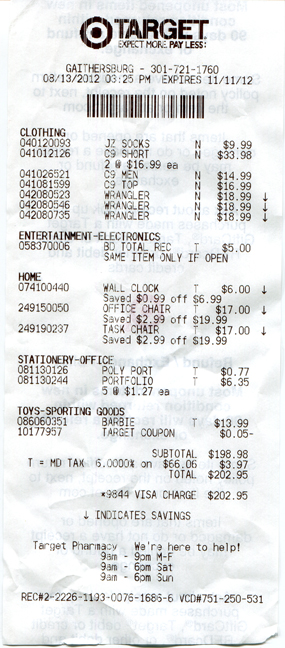 TARGET
EXPECT MORE. PAY LESS.
GAITHERSBURG - 301-721-1760
08/13/2012 03:25 PM EXPIRES 11/11/12
CLOTHING
040120093 JZ SOCKS N $9.99
041012126 C9 SHORT N $33.98
2 @ $16.99 ea
041026521 C9 MEN N $14.99
041081599 C9 TOP N $16.99
042080523 WRANGLER N $18.99 ↓
042080546 WRANGLER N $18.99 ↓
042080735 WRANGLER N $18.99 ↓
ENTERTAINMENT-ELECTRONICS
058370006 BD TOTAL REC T $5.00
SAME ITEM ONLY IF OPEN
HOME
074100440 WALL CLOCK T $6.00 ↓
Saved $0.99 off $6.99
249150050 OFFICE CHAIR T $17.00 ↓
Saved $2.99 off $19.99
249190237 TASK CHAIR T $17.00 ↓
Saved $2.99 off $19.99
STATIONERY-OFFICE
081130126 POLY PORT T $0.77
081130244 PORTFOLIO T $6.35
5 @ $1.27 ea
TOYS-SPORTING GOODS
086060351 BARBIE T $13.99
10177957 TARGET COUPON $0.05-
SUBTOTAL $198.98
T = MD TAX 6.0000% on $66.06 $3.97
TOTAL $202.95
*9844 VISA CHARGE $202.95
↓ INDICATES SAVINGS
Target Pharmacy We're here to help!
9am - 9pm M-F
9am - 6pm Sat
9am - 6pm Sun
REC#2-2226-1193-0076-1686-6 VCD#751-250-531